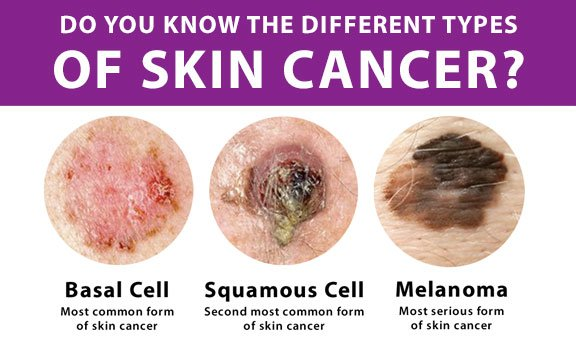 DO YOU KNOW THE DIFFERENT TYPES
OF SKIN CANCER?
Basal Cell
Most common form
of skin cancer
Squamous Cell
Second most common form
of skin cancer
Melanoma
Most serious form
of skin cancer